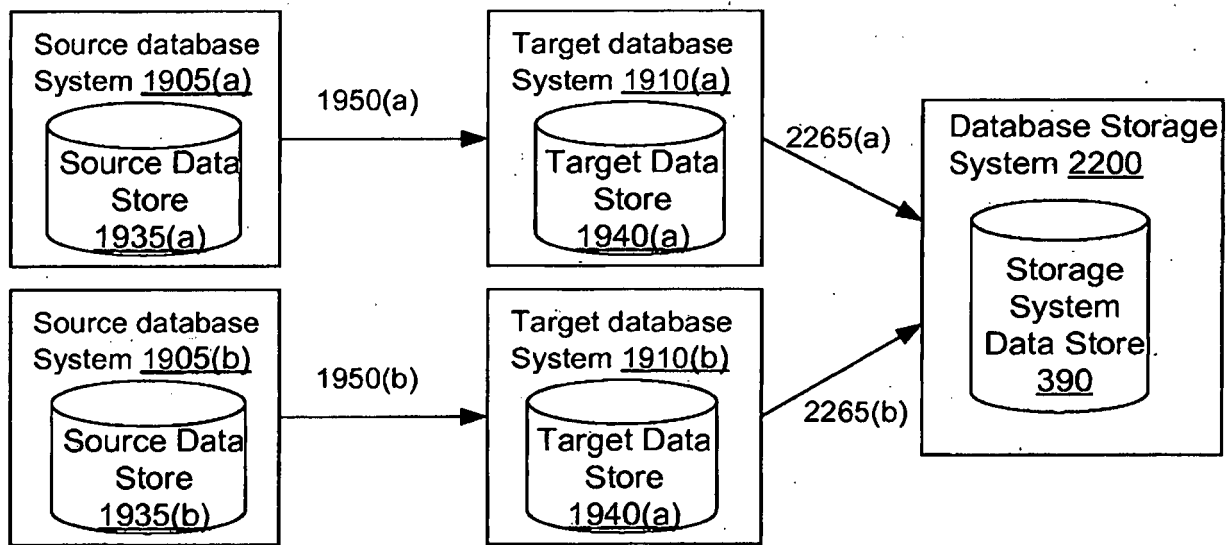 Source database
System 1905(a)
Source Data
Store
1935(a)
1950(a)
Target database
System 1910(a)
Target Data
Store
1940(a)
2265(a)
Database Storage
System 2200
Storage
System
Data Store
390
Source database
System 1905(b)
Source Data
Store
1935(b)
1950(b)
Target database
System 1910(b)
Target Data
Store
1940(a)
2265(b)